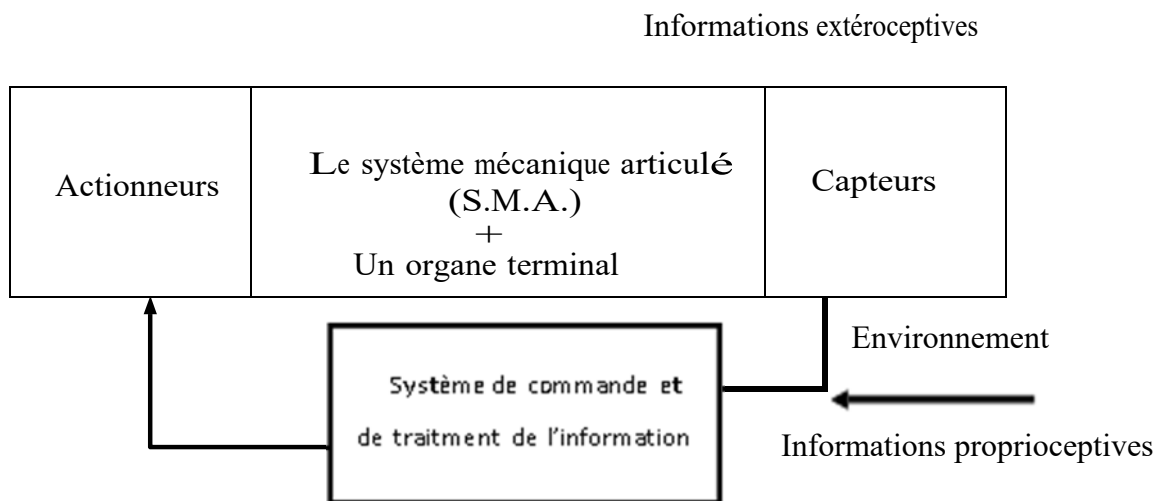 Informations extéroceptives
Actionneurs
Le système mécanique articulé
(S.M.A.)
+
Un organe terminal
Capteurs
Environnement
Système de commande et
de traitment de l'information
Informations proprioceptives